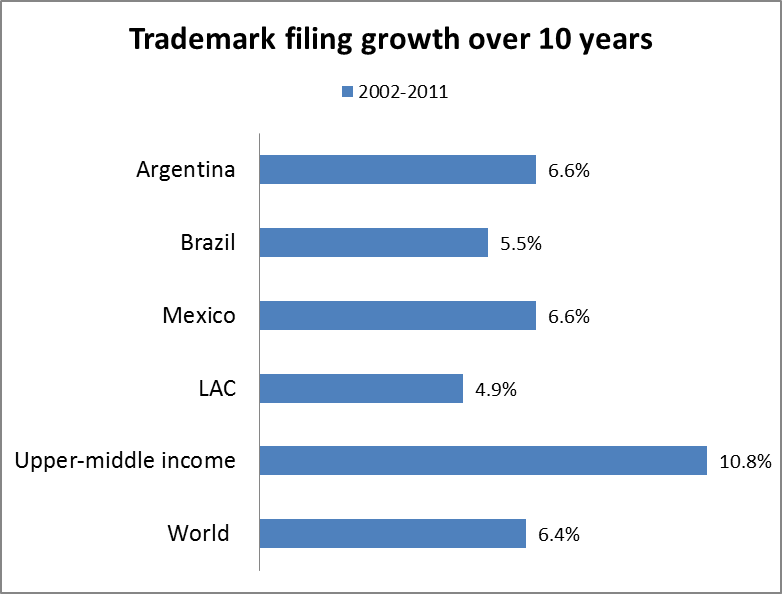 Trademark filing growth over 10 years
2002-2011
Argentina 6.6%
Brazil 5.5%
Mexico 6.6%
LAC 4.9%
Upper-middle income 10.8%
World 6.4%